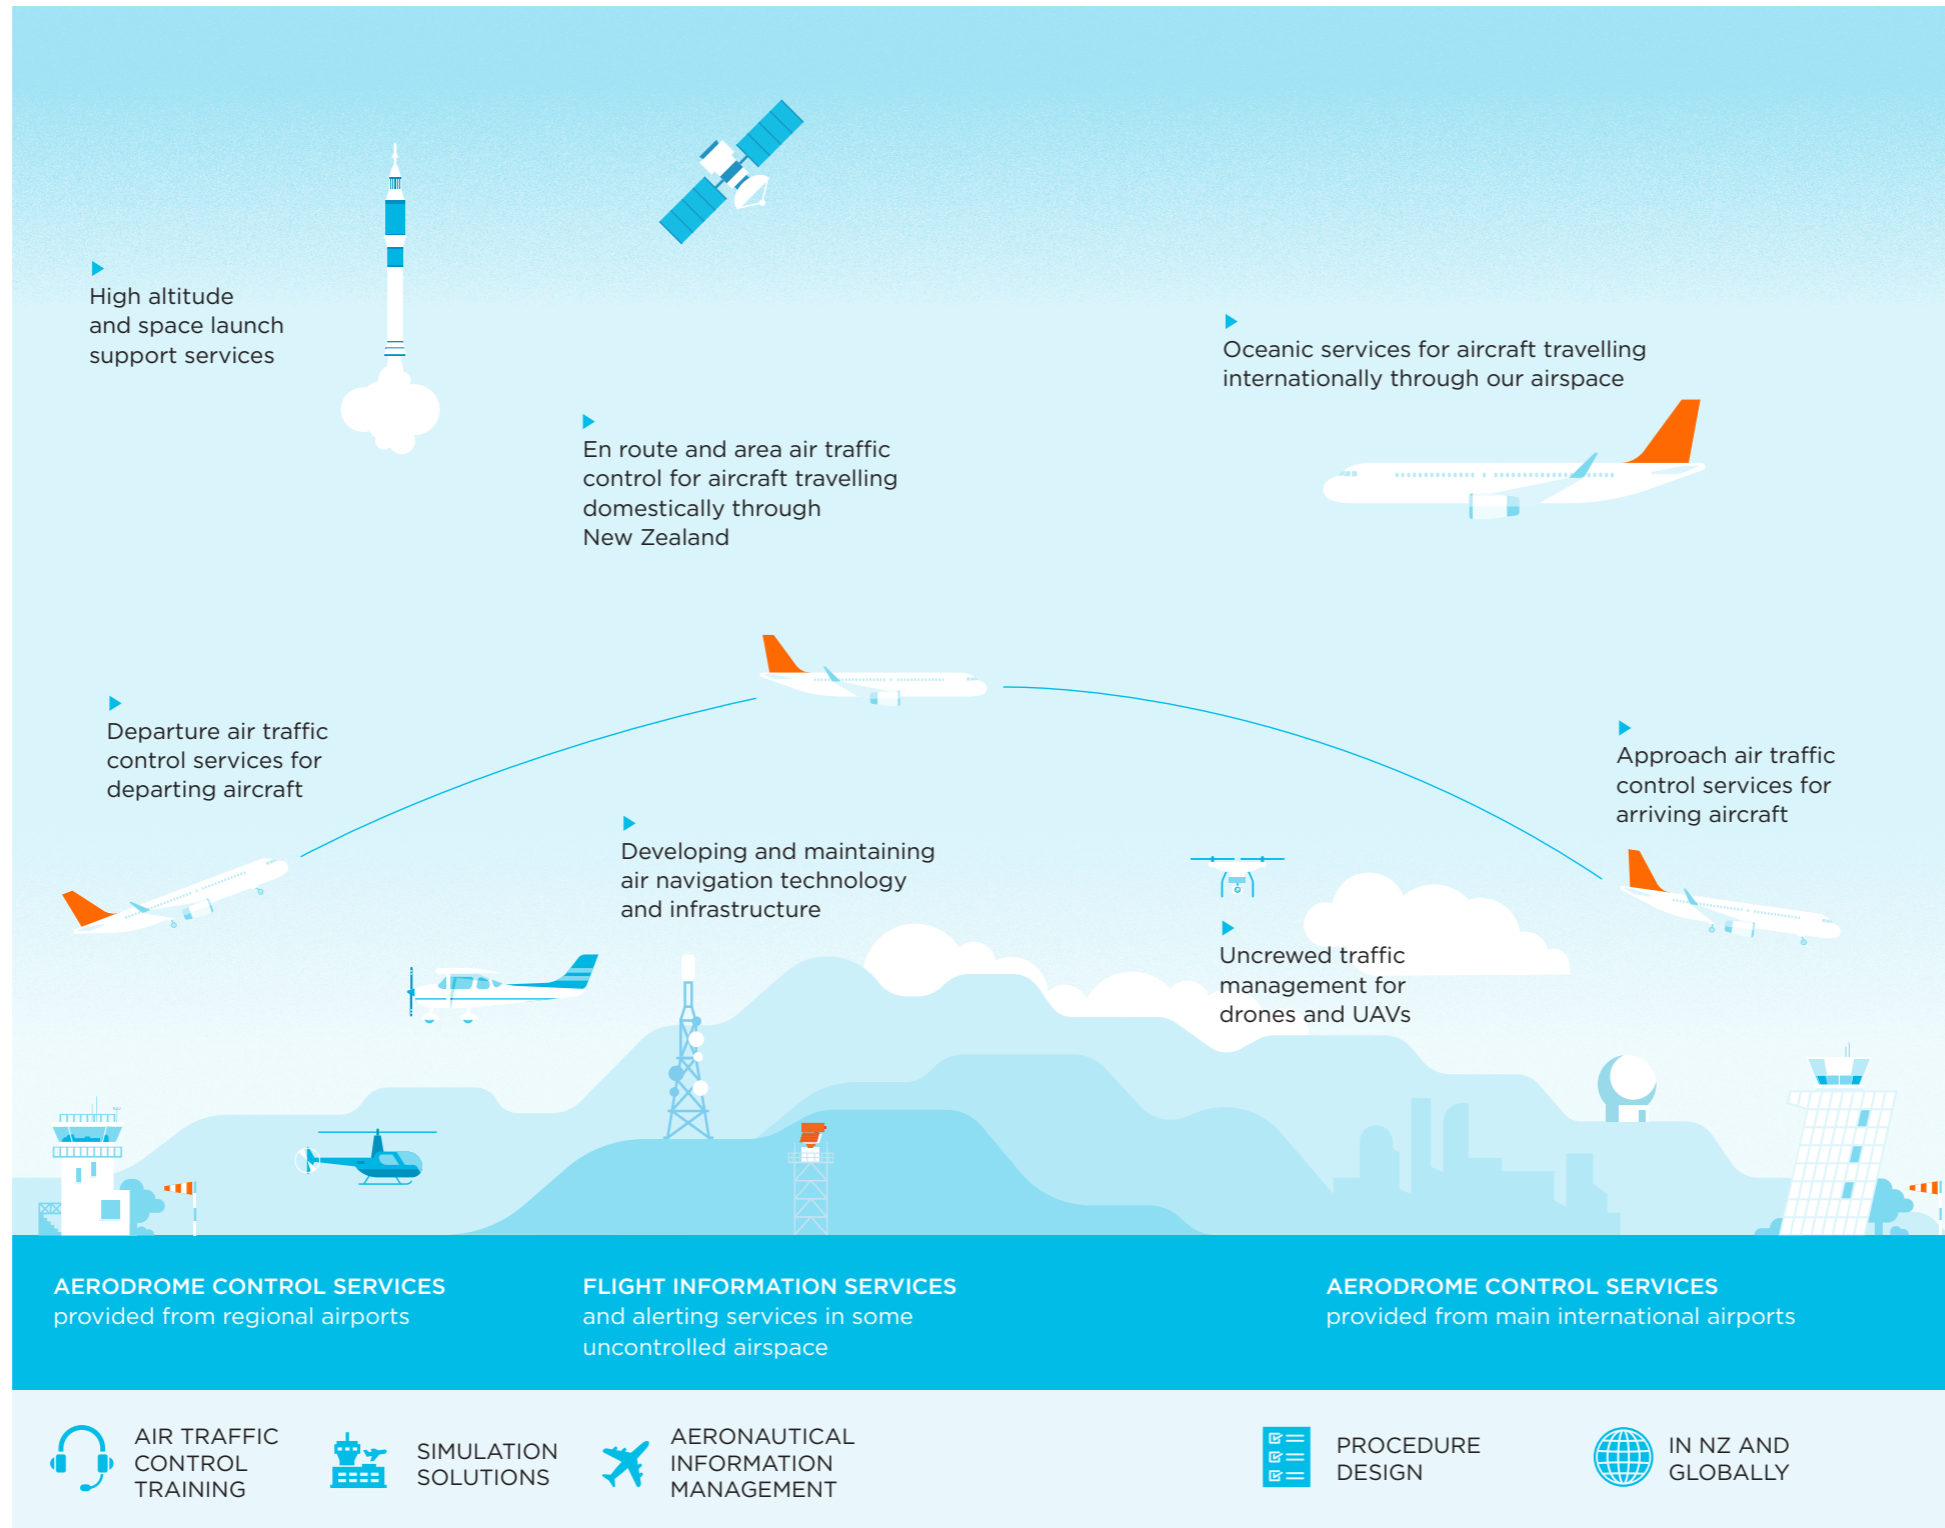 High altitude
and space launch
support services
Oceanic services for aircraft travelling
internationally through our airspace
En route and area air traffic
control for aircraft travelling
domestically through
New Zealand
Departure air traffic
control services for
departing aircraft
Approach air traffic
control services for
arriving aircraft
Developing and maintaining
air navigation technology
and infrastructure
Uncrewed traffic
management for
drones and UAVs
AERODROME CONTROL SERVICES
provided from regional airports
FLIGHT INFORMATION SERVICES
and alerting services in some
uncontrolled airspace
AERODROME CONTROL SERVICES
provided from main international airports
AIR TRAFFIC
CONTROL
TRAINING
SIMULATION
SOLUTIONS
AERONAUTICAL
INFORMATION
MANAGEMENT
PROCEDURE
DESIGN
IN NZ AND
GLOBALLY